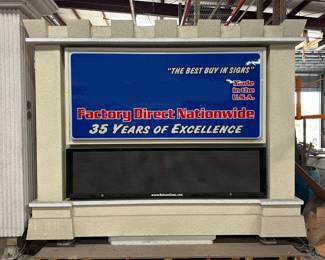 "THE BEST BUY IN SIGNS"
Made
in the
U.S.A.
Factory Direct Nationwide
35 YEARS OF EXCELLENCE